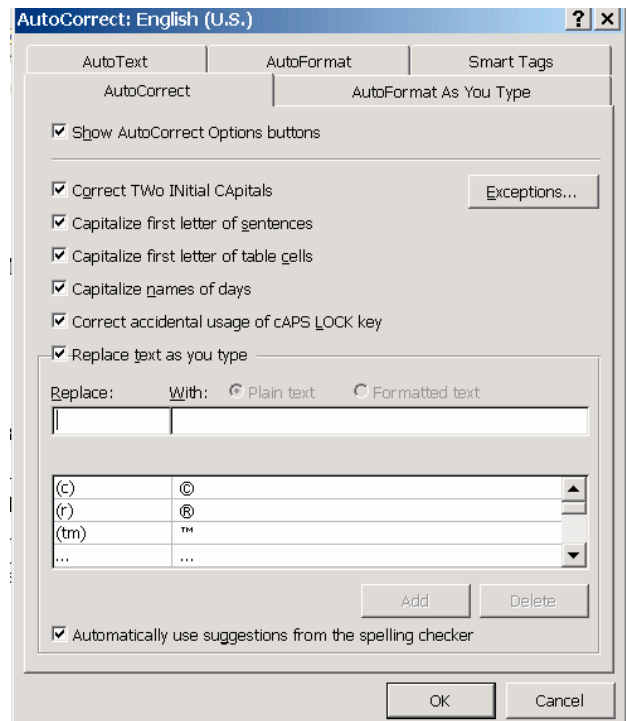 AutoCorrect: English (U.S.)
AutoText AutoFormat Smart Tags
AutoCorrect AutoFormat As You Type
Show AutoCorrect Options buttons
Correct TWo INitial CApitals Exceptions...
Capitalize first letter of sentences
Capitalize first letter of table cells
Capitalize names of days
Correct accidental usage of cAPS LOCK key
Replace text as you type
Replace: With: Plain text Formatted text
(c) ©
(r) ®
(tm) ™
... ...
Add Delete
Automatically use suggestions from the spelling checker
OK Cancel